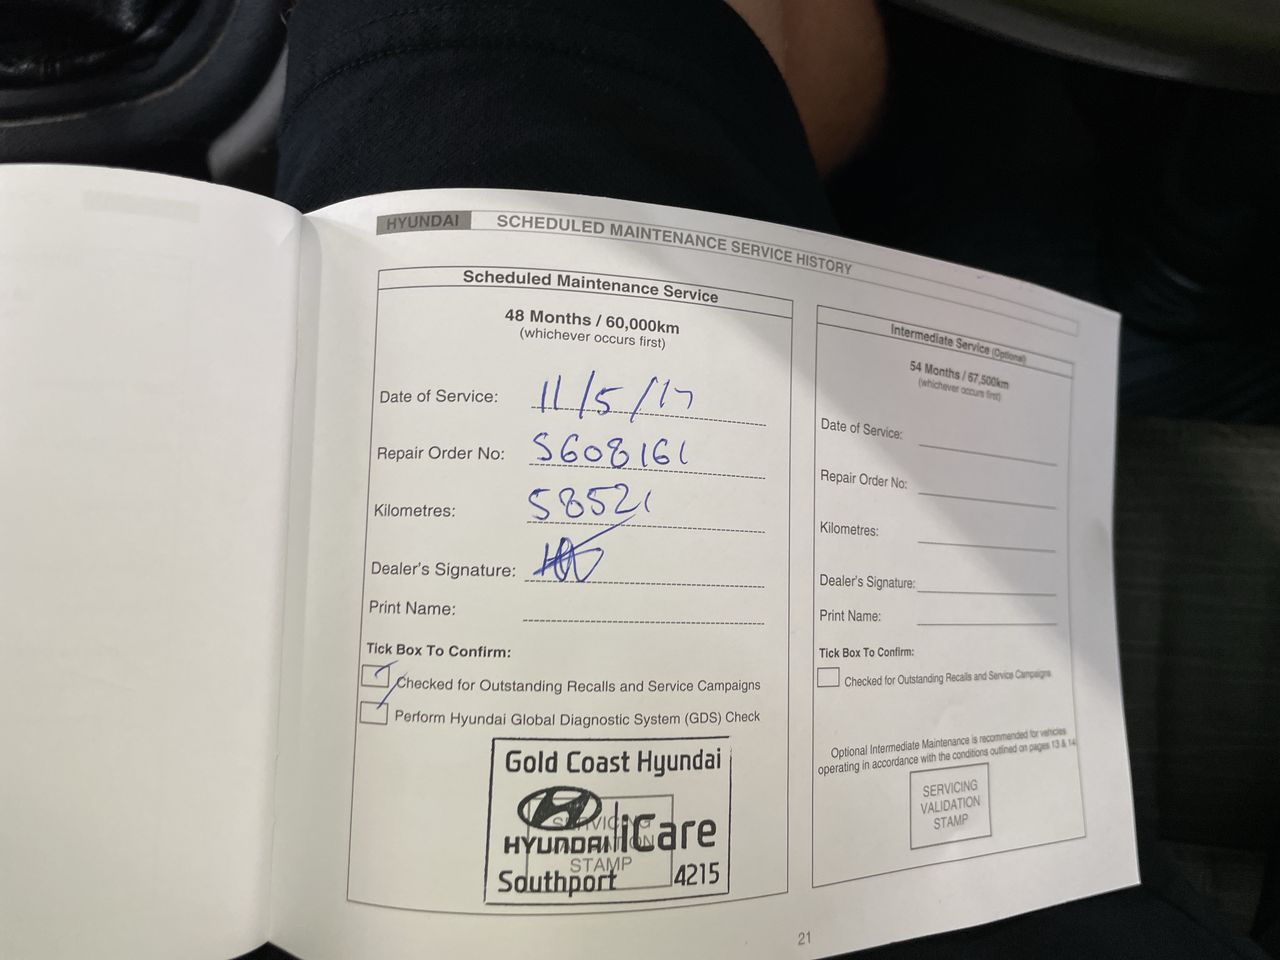 HYUNDAI SCHEDULED MAINTENANCE SERVICE HISTORY
Scheduled Maintenance Service
48 Months / 60,000km
(whichever occurs first)
Date of Service: 11/5/17
Repair Order No: S608161
Kilometres: 58521
Dealer's Signature:
Print Name:
Tick Box To Confirm:
Checked for Outstanding Recalls and Service Campaigns
Perform Hyundai Global Diagnostic System (GDS) Check
Gold Coast Hyundai
HYUNDAI iCare
Southport 4215
SERVICING
VALIDATION
STAMP
Intermediate Service (Optional)
54 Months / 67,500km
(whichever occurs first)
Date of Service:
Repair Order No:
Kilometres:
Dealer's Signature:
Print Name:
Tick Box To Confirm:
Checked for Outstanding Recalls and Service Campaigns
Optional Intermediate Maintenance is recommended for vehicles
operating in accordance with the conditions outlined on pages 13 & 14
SERVICING
VALIDATION
STAMP
21